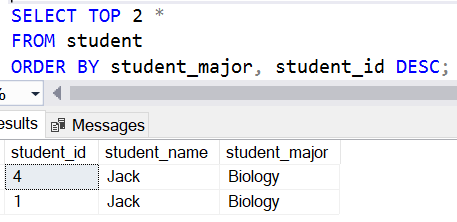 SELECT TOP 2 *
FROM student
ORDER BY student_major, student_id DESC;
%
esults Messages
student_id student_name student_major
4 Jack Biology
1 Jack Biology